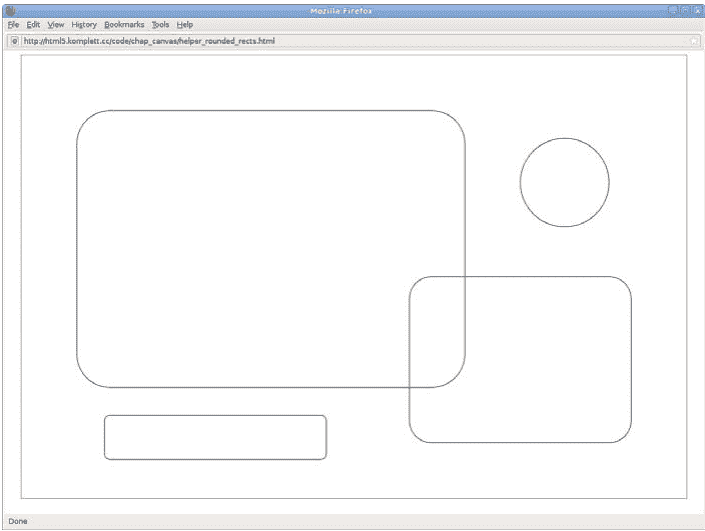 Mozilla Firefox
File Edit View History Bookmarks Tools Help
http://html5.komplett.cc/code/chap_canvas/helper_rounded_rects.html
Done